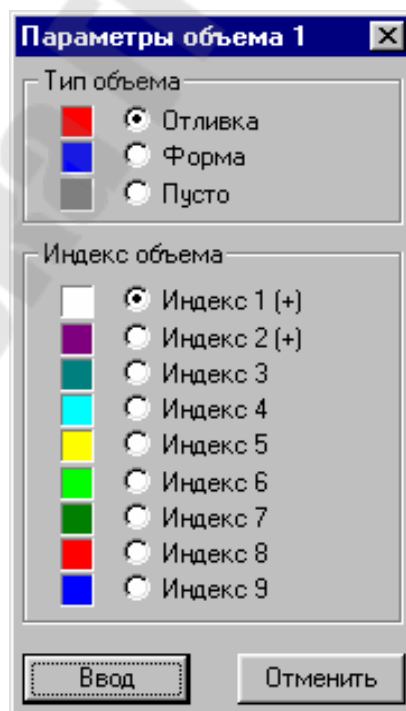 Параметры объема 1
Тип объема
Отливка
Форма
Пусто
Индекс объема
Индекс 1 (+)
Индекс 2 (+)
Индекс 3
Индекс 4
Индекс 5
Индекс 6
Индекс 7
Индекс 8
Индекс 9
Ввод
Отменить